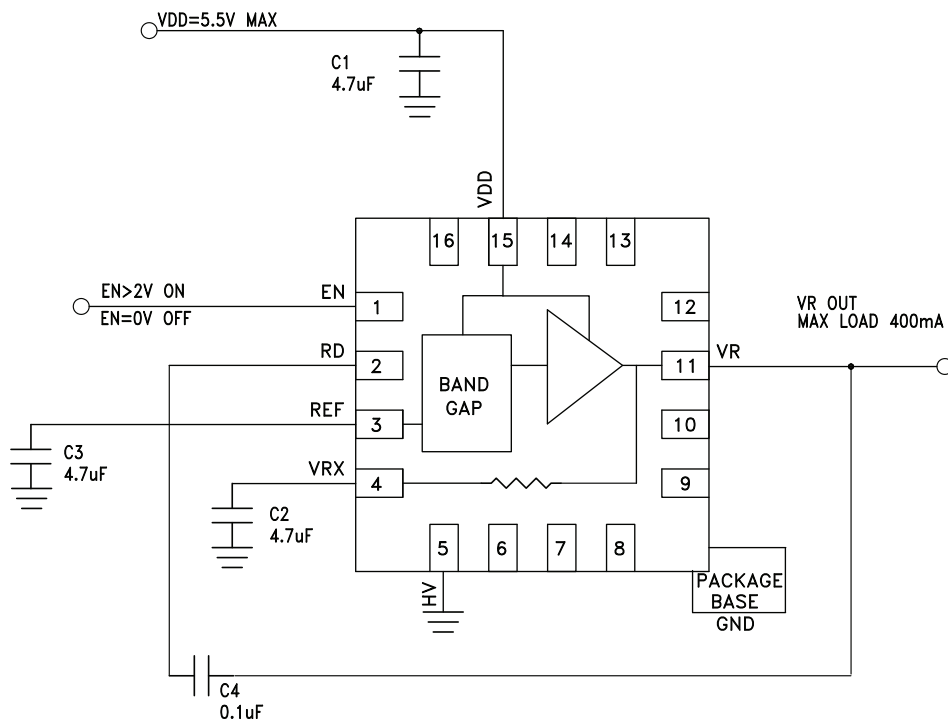 VDD=5.5V MAX
C1
4.7uF
VDD
16
15
14
13
EN>2V ON
EN=0V OFF
EN
1
12
VR OUT
MAX LOAD 400mA
RD
2
11
VR
BAND
GAP
REF
3
10
C3
4.7uF
VRX
4
9
C2
4.7uF
5
6
7
8
HV
PACKAGE
BASE
GND
C4
0.1uF